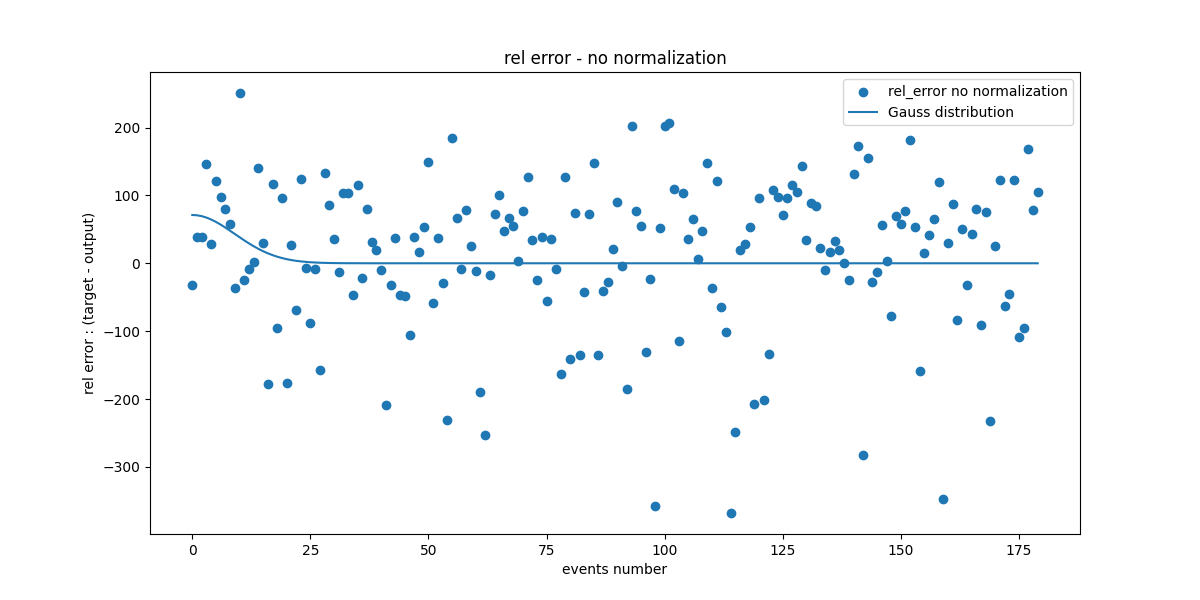 rel error - no normalization
rel_error no normalization
Gauss distribution
rel error : (target - output)
200
100
0
−100
−200
−300
0 25 50 75 100 125 150 175
events number